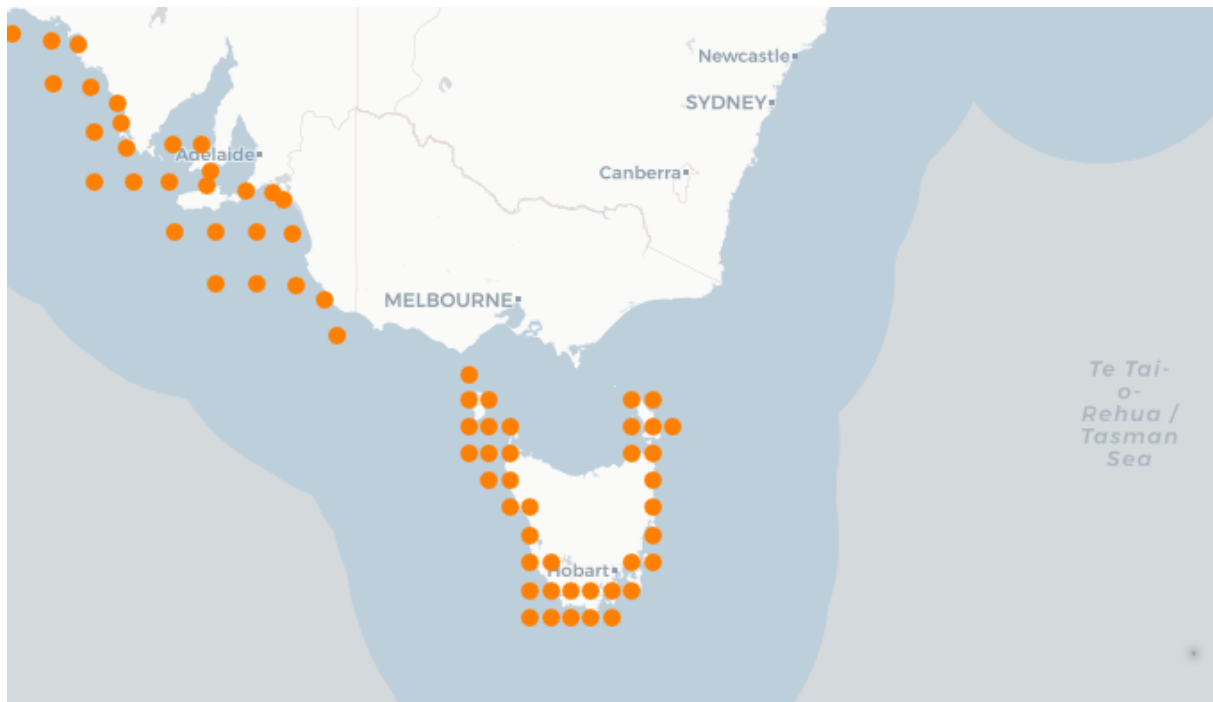 Newcastle
SYDNEY
Adelaide
Canberra
MELBOURNE
Te Tai-
o-
Rehua /
Tasman
Sea
Hobart